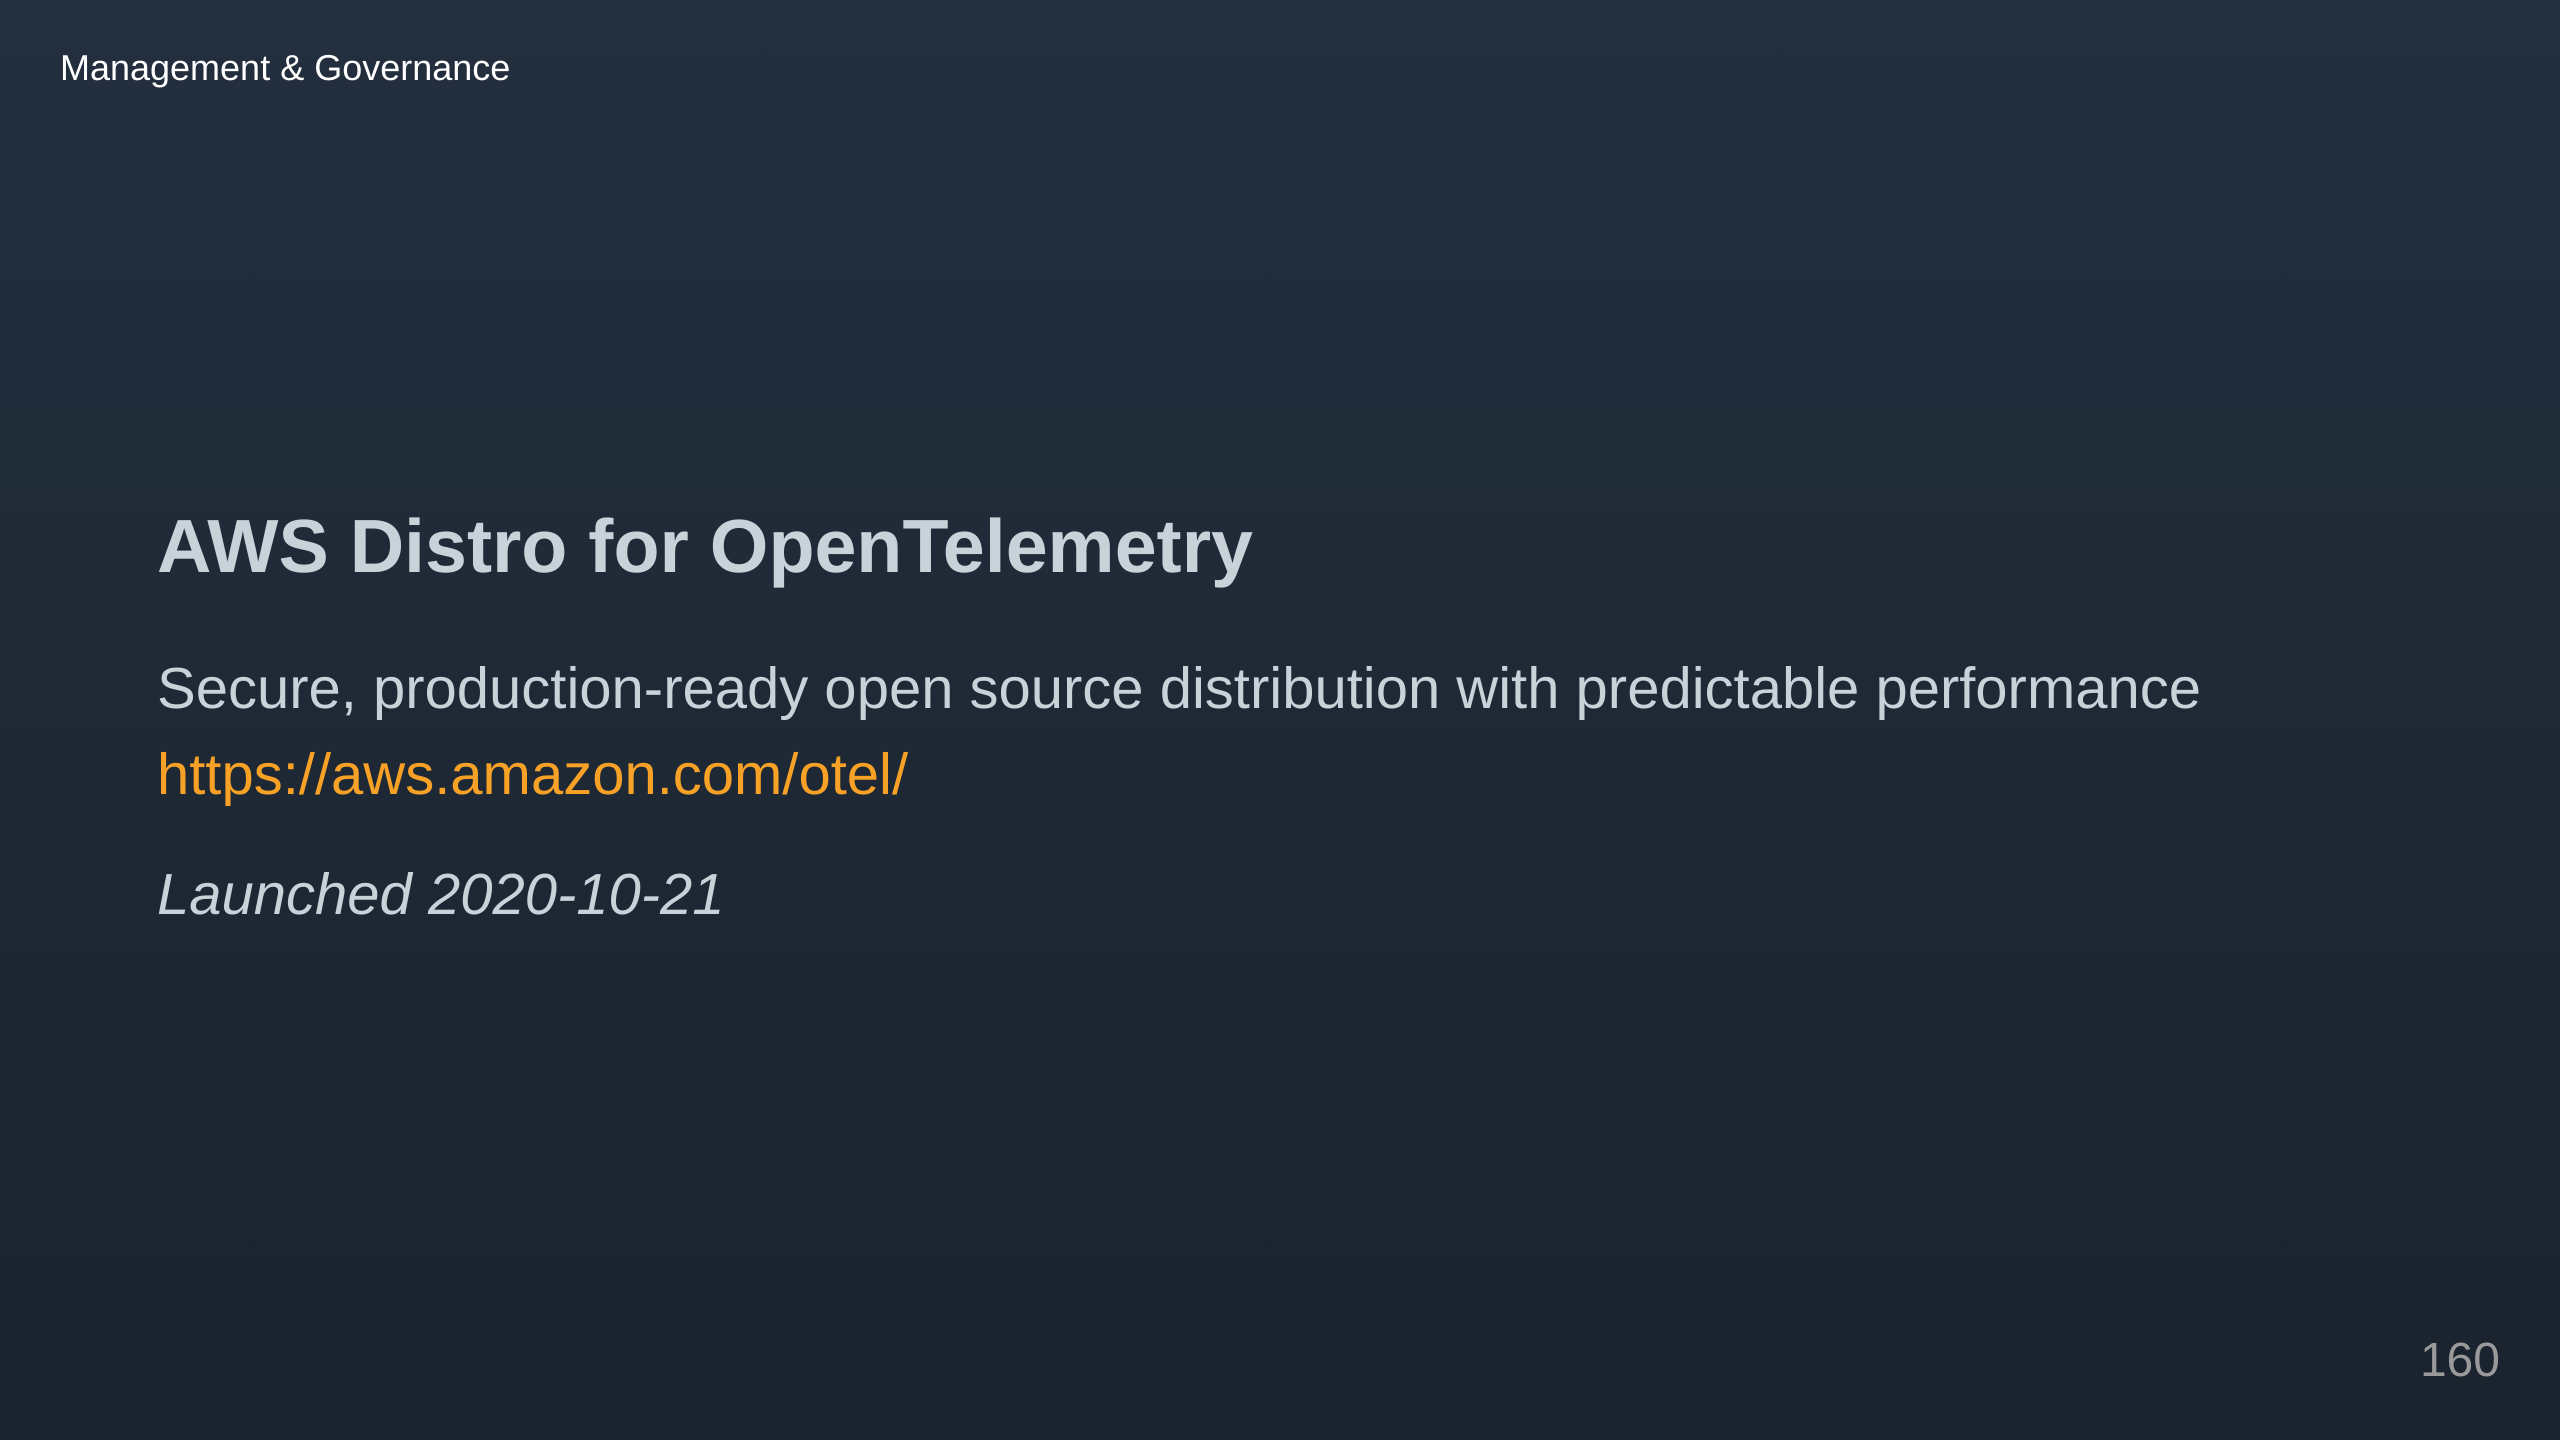 Management & Governance
AWS Distro for OpenTelemetry
Secure, production-ready open source distribution with predictable performance
https://aws.amazon.com/otel/
Launched 2020-10-21
160